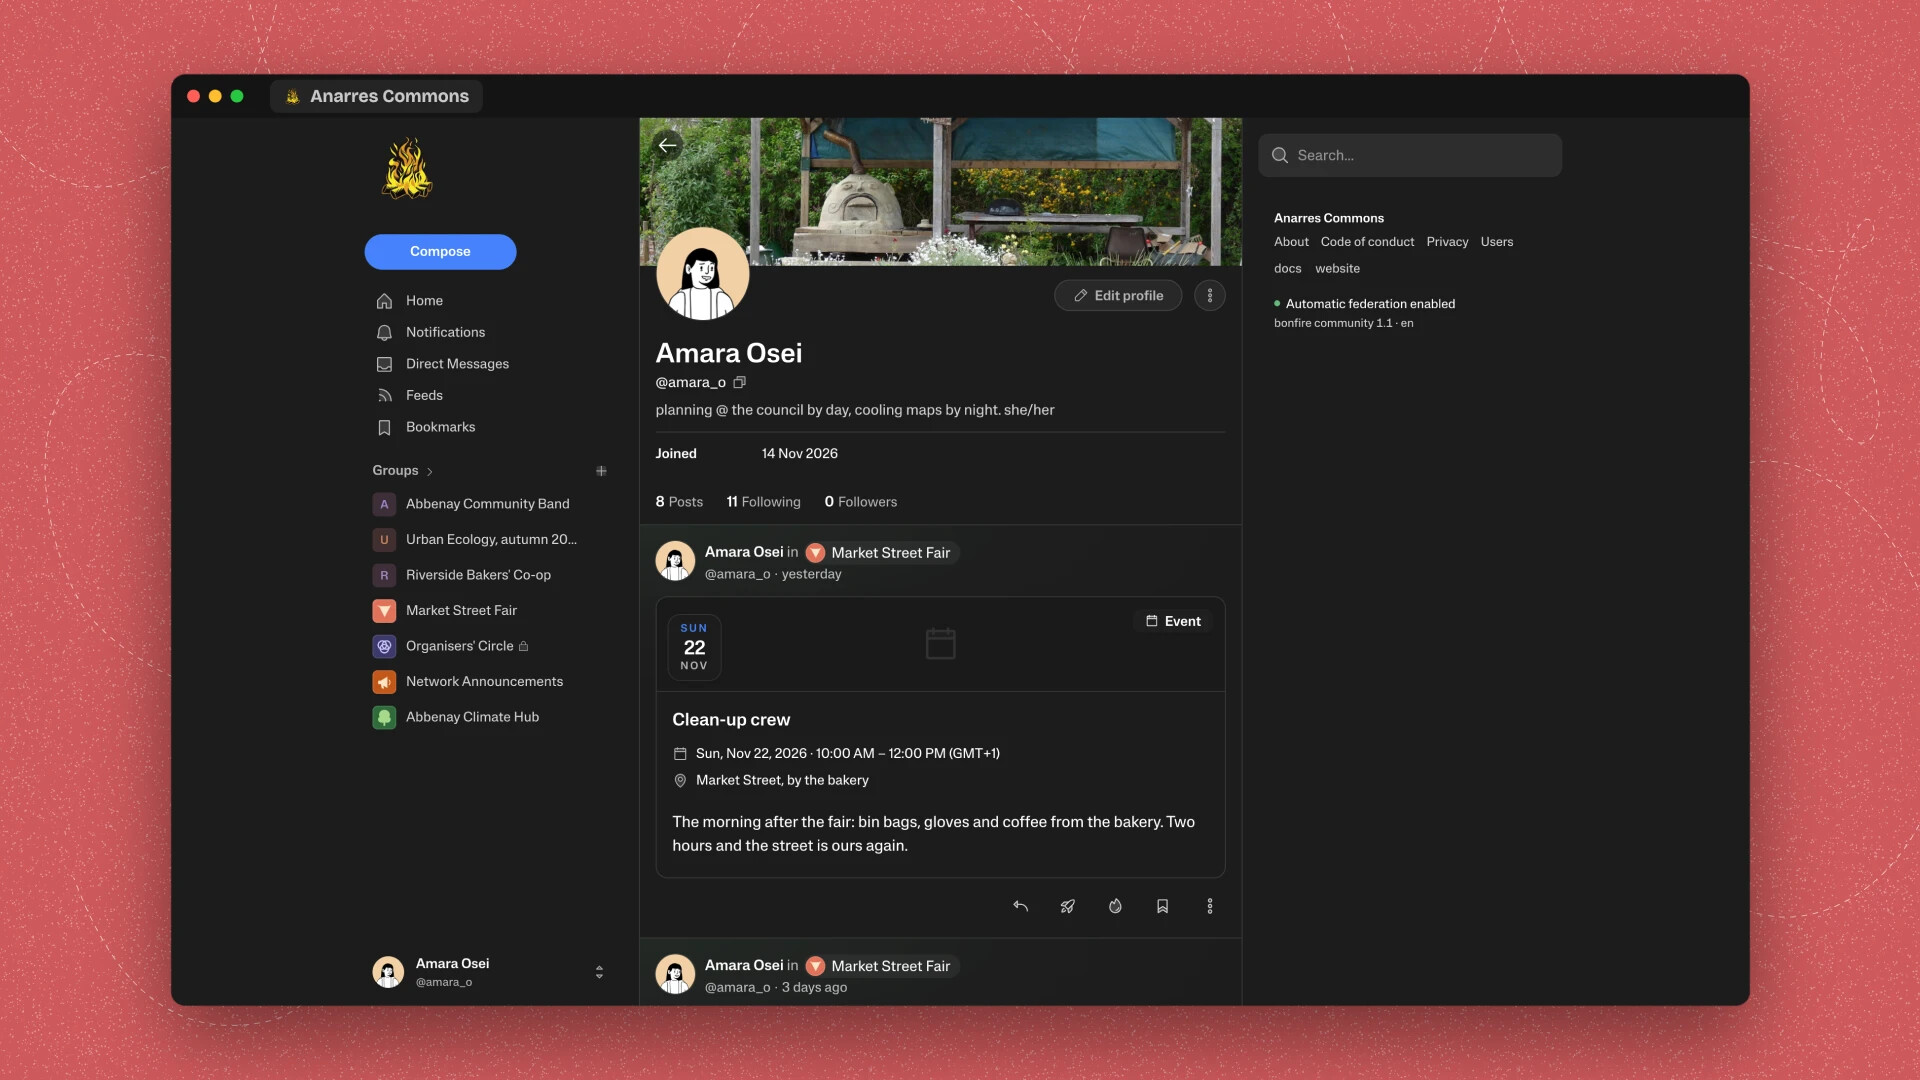 Anarres Commons
Compose
Home
Notifications
Direct Messages
Feeds
Bookmarks
Groups
A Abbenay Community Band
U Urban Ecology, autumn 20...
R Riverside Bakers' Co-op
Market Street Fair
Organisers' Circle
Network Announcements
Abbenay Climate Hub
Amara Osei
@amara_o
Edit profile
Amara Osei
@amara_o
planning @ the council by day, cooling maps by night. she/her
Joined 14 Nov 2026
8 Posts 11 Following 0 Followers
Amara Osei in Market Street Fair
@amara_o · yesterday
SUN
22
NOV
Event
Clean-up crew
Sun, Nov 22, 2026 · 10:00 AM – 12:00 PM (GMT+1)
Market Street, by the bakery
The morning after the fair: bin bags, gloves and coffee from the bakery. Two
hours and the street is ours again.
Amara Osei in Market Street Fair
@amara_o · 3 days ago
Search...
Anarres Commons
About Code of conduct Privacy Users
docs website
Automatic federation enabled
bonfire community 1.1 · en